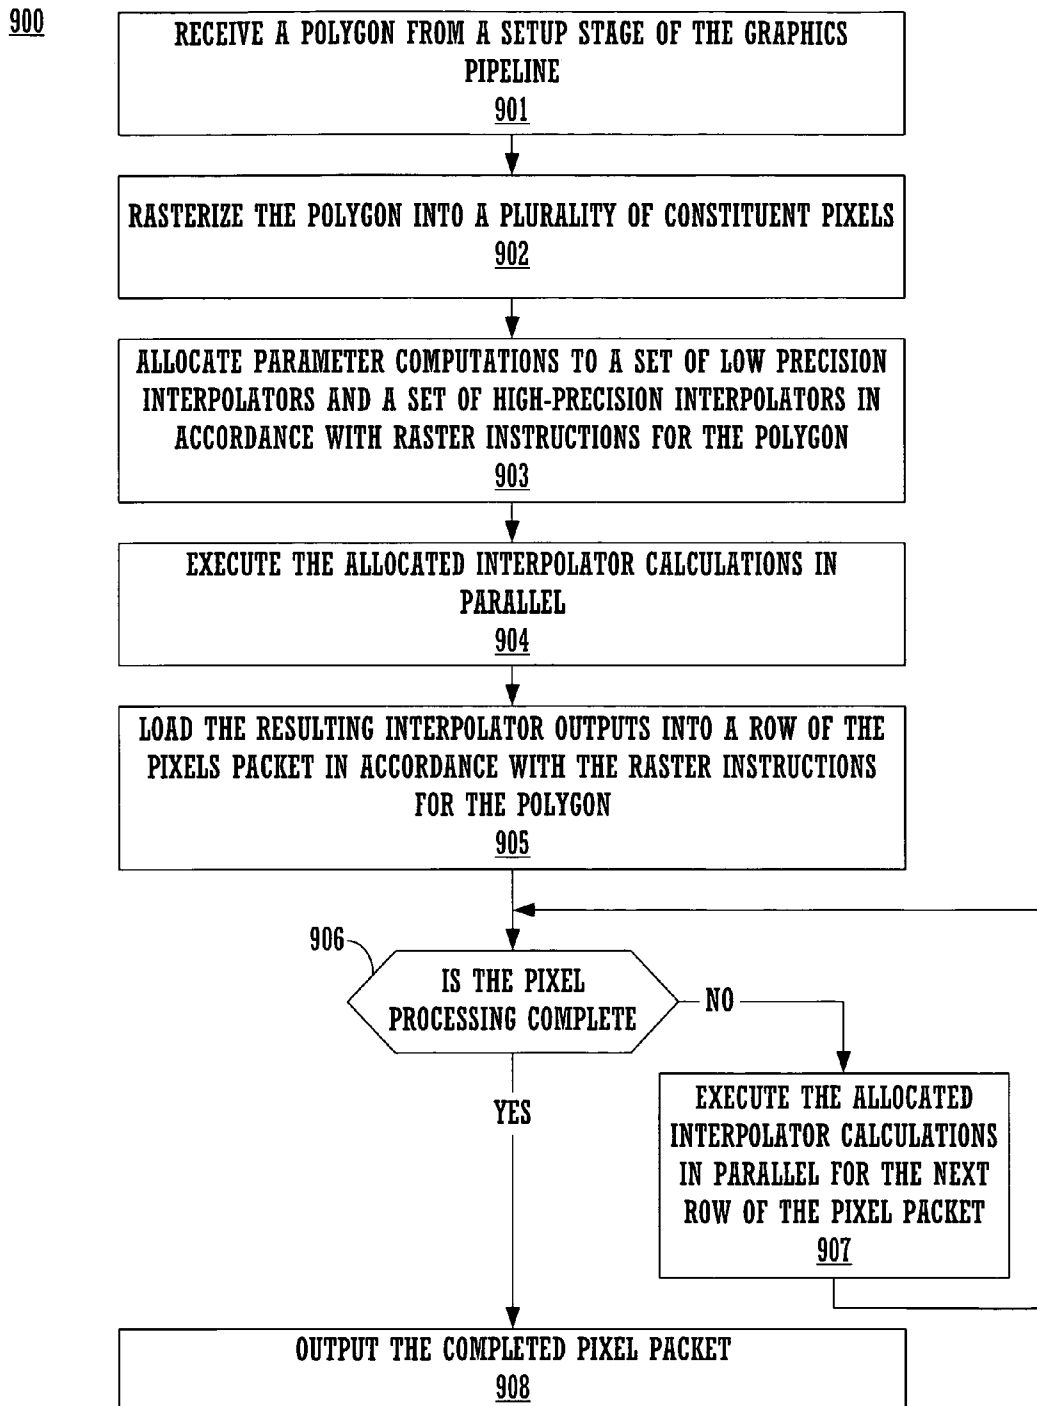 900
RECEIVE A POLYGON FROM A SETUP STAGE OF THE GRAPHICS
PIPELINE
901
RASTERIZE THE POLYGON INTO A PLURALITY OF CONSTITUENT PIXELS
902
ALLOCATE PARAMETER COMPUTATIONS TO A SET OF LOW PRECISION
INTERPOLATORS AND A SET OF HIGH-PRECISION INTERPOLATORS IN
ACCORDANCE WITH RASTER INSTRUCTIONS FOR THE POLYGON
903
EXECUTE THE ALLOCATED INTERPOLATOR CALCULATIONS IN
PARALLEL
904
LOAD THE RESULTING INTERPOLATOR OUTPUTS INTO A ROW OF THE
PIXELS PACKET IN ACCORDANCE WITH THE RASTER INSTRUCTIONS
FOR THE POLYGON
905
906
IS THE PIXEL
PROCESSING COMPLETE
NO
YES
EXECUTE THE ALLOCATED
INTERPOLATOR CALCULATIONS
IN PARALLEL FOR THE NEXT
ROW OF THE PIXEL PACKET
907
OUTPUT THE COMPLETED PIXEL PACKET
908